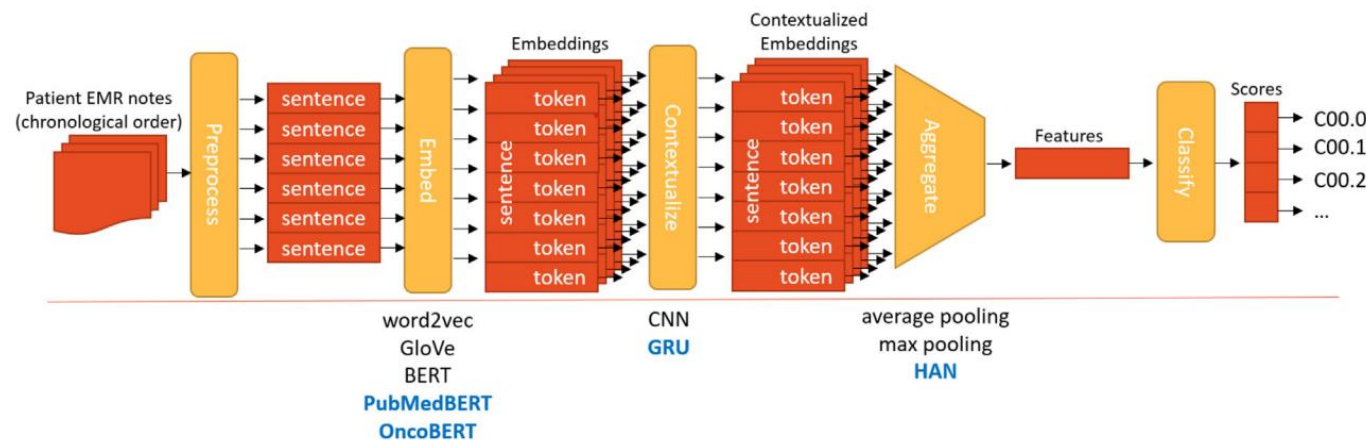 Patient EMR notes
(chronological order)
Preprocess
sentence
sentence
sentence
sentence
sentence
sentence
Embed
Embeddings
token
token
token
token
token
token
token
sentence
Contextualize
Contextualized
Embeddings
token
token
token
token
token
token
token
sentence
Aggregate
Features
Classify
Scores
C00.0
C00.1
C00.2
...
word2vec
GloVe
BERT
PubMedBERT
OncoBERT
CNN
GRU
average pooling
max pooling
HAN